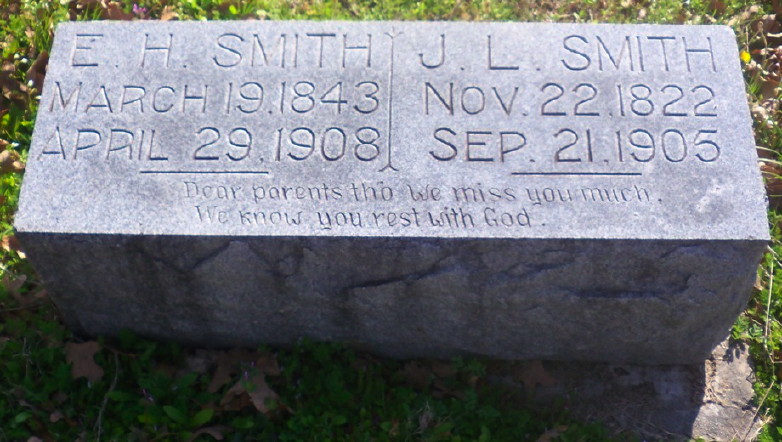 E. H. SMITH
MARCH 19. 1843
APRIL 29. 1908
J. L. SMITH
NOV. 22. 1822
SEP. 21. 1905
Dear parents tho we miss you much.
We know you rest with God.